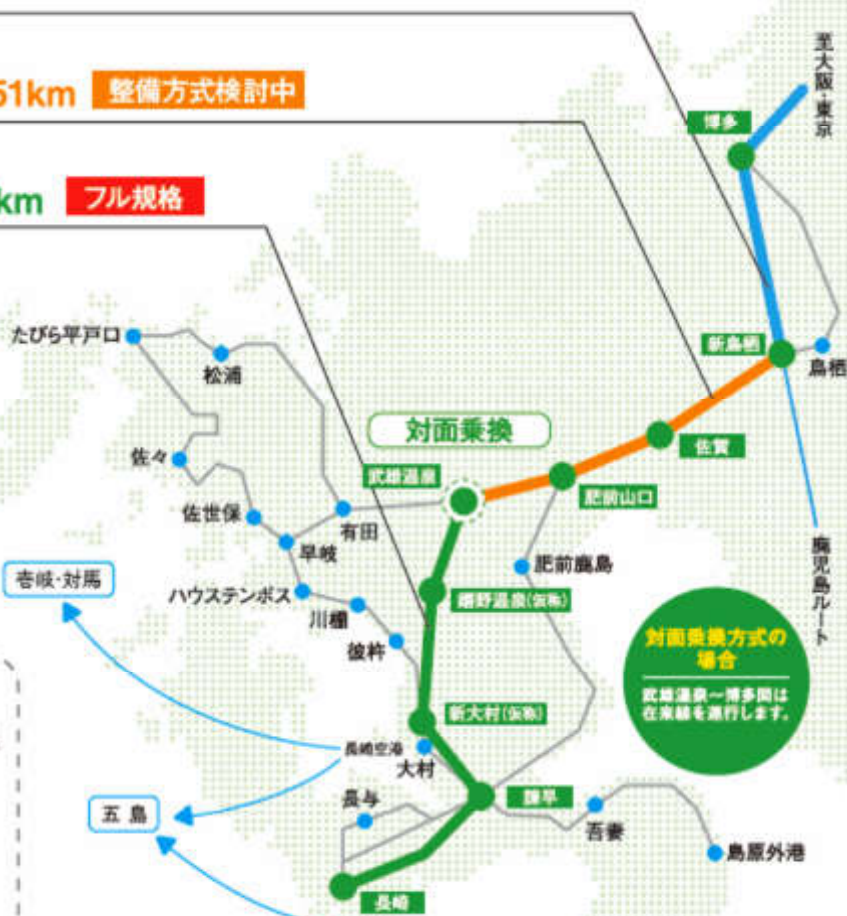 至大阪・東京
51km 整備方式検討中
博多
km フル規格
たびら平戸口
松浦
新鳥栖
鳥栖
対面乗換
佐々
武雄温泉
佐賀
肥前山口
佐世保
有田
早岐
肥前鹿島
鹿児島ルート
壱岐・対馬
ハウステンボス
川棚
嬉野温泉(仮称)
彼杵
対面乗換方式の
場合
武雄温泉～博多間は
在来線を運行します。
新大村(仮称)
長崎空港
大村
五島
長与
諫早
吾妻
島原外港
長崎